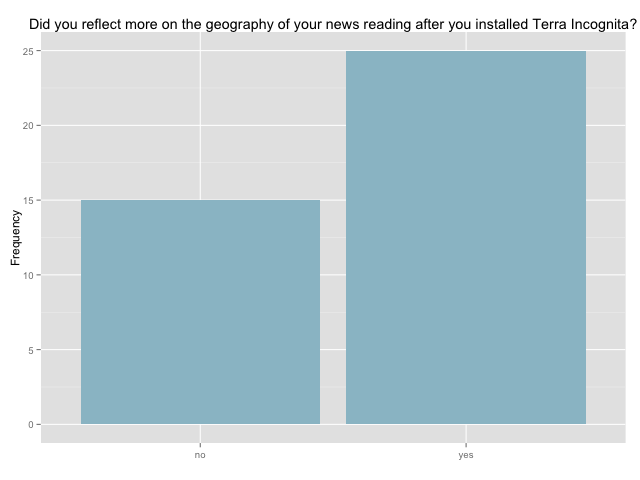 Did you reflect more on the geography of your news reading after you installed Terra Incognita?
25
20
15
10
5
0
Frequency
no yes